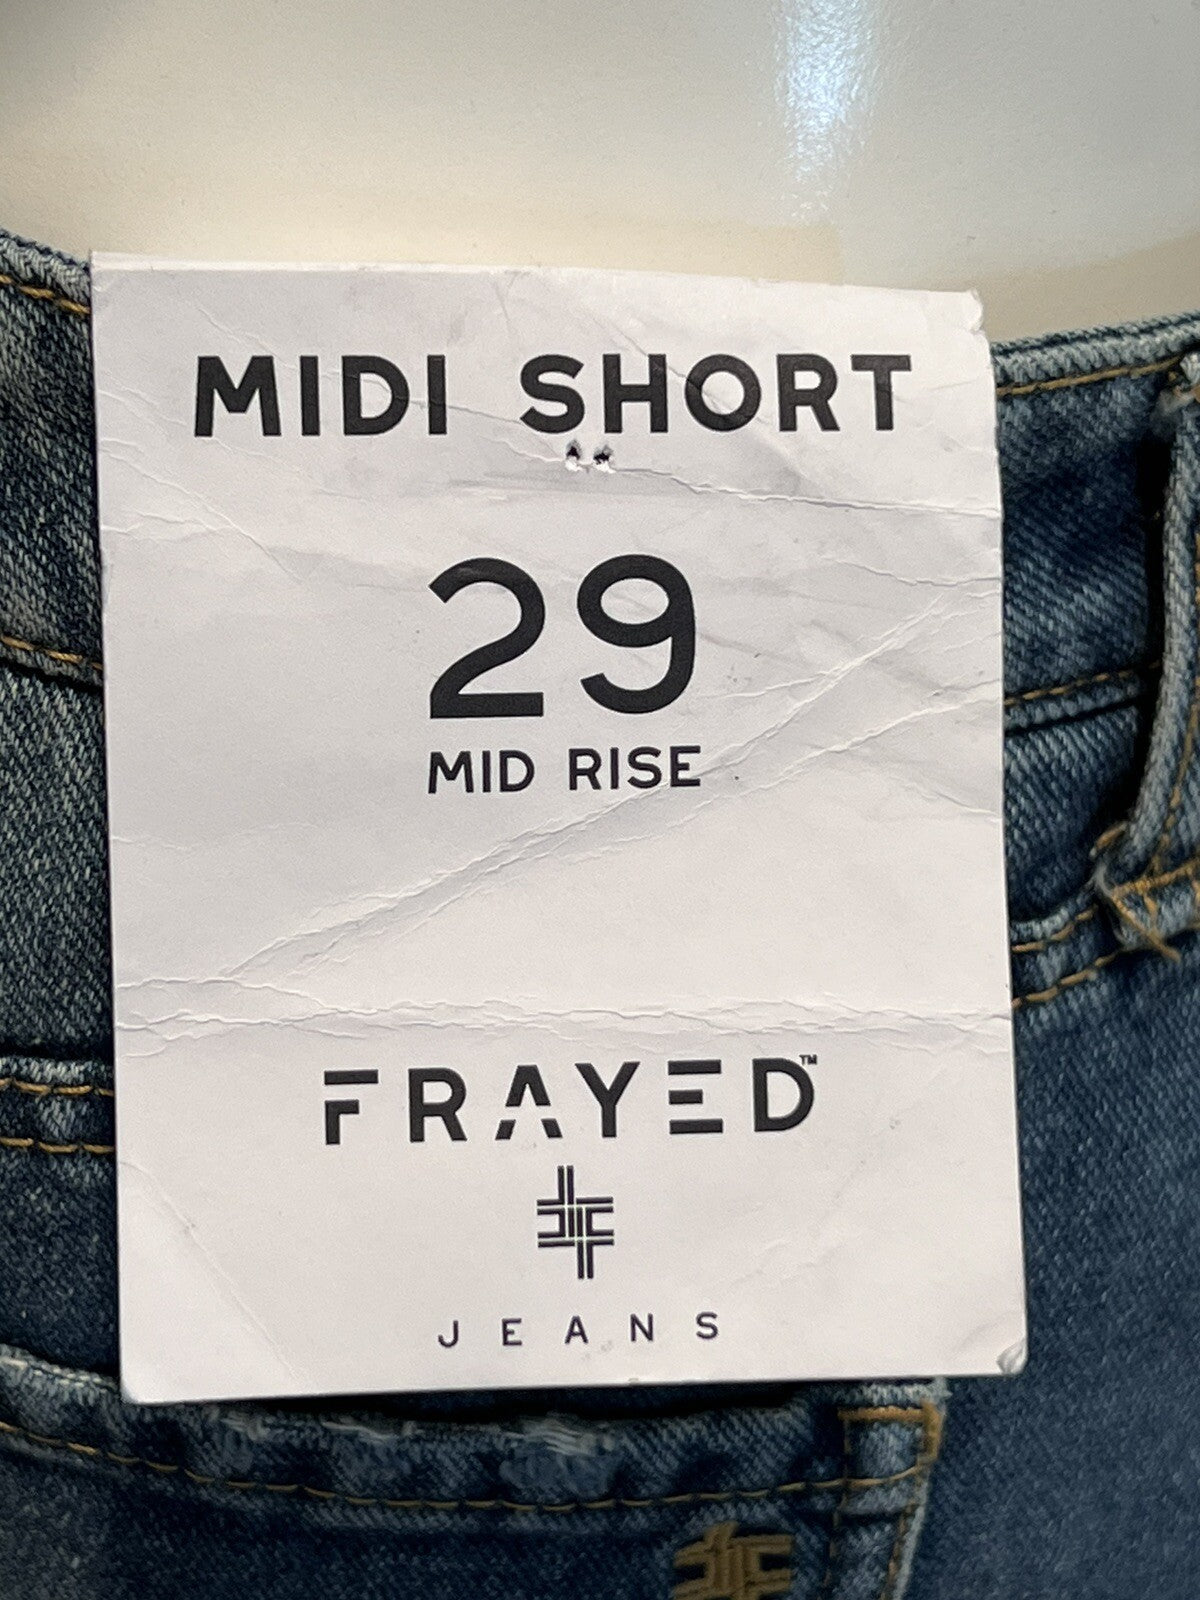 MIDI SHORT
29
MID RISE
FRAYED™
JEANS